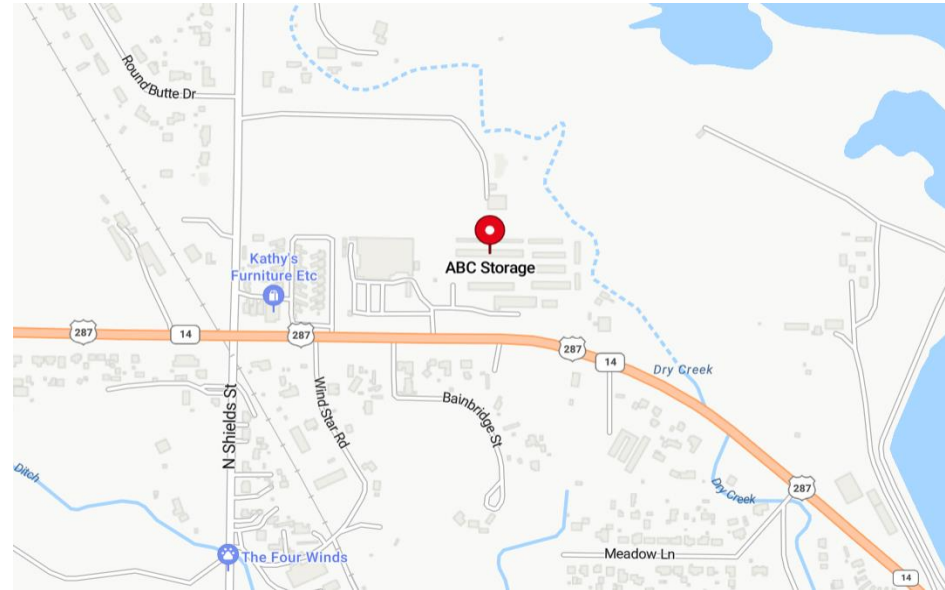 Round Butte Dr
Kathy's
Furniture Etc
ABC Storage
287
14
287
287
14
Dry Creek
N Shields St
Wind Star Rd
Bainbridge St
Ditch
Dry Creek
287
The Four Winds
Meadow Ln
14